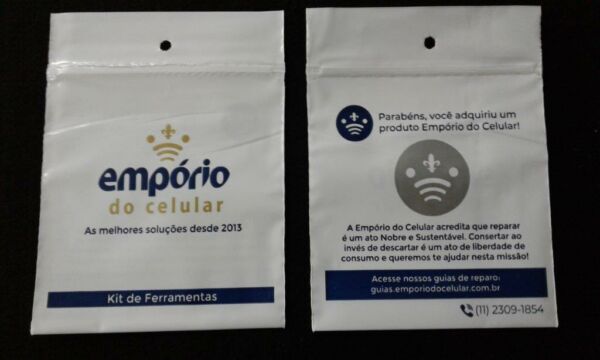 empório
do celular
As melhores soluções desde 2013
Kit de Ferramentas
Parabéns, você adquiriu um
produto Empório do Celular!
A Empório do Celular acredita que reparar
é um ato Nobre e Sustentável. Consertar ao
invés de descartar é um ato de liberdade de
consumo e queremos te ajudar nesta missão!
Acesse nossos guias de reparo:
guias.emporiodocelular.com.br
(11) 2309-1854